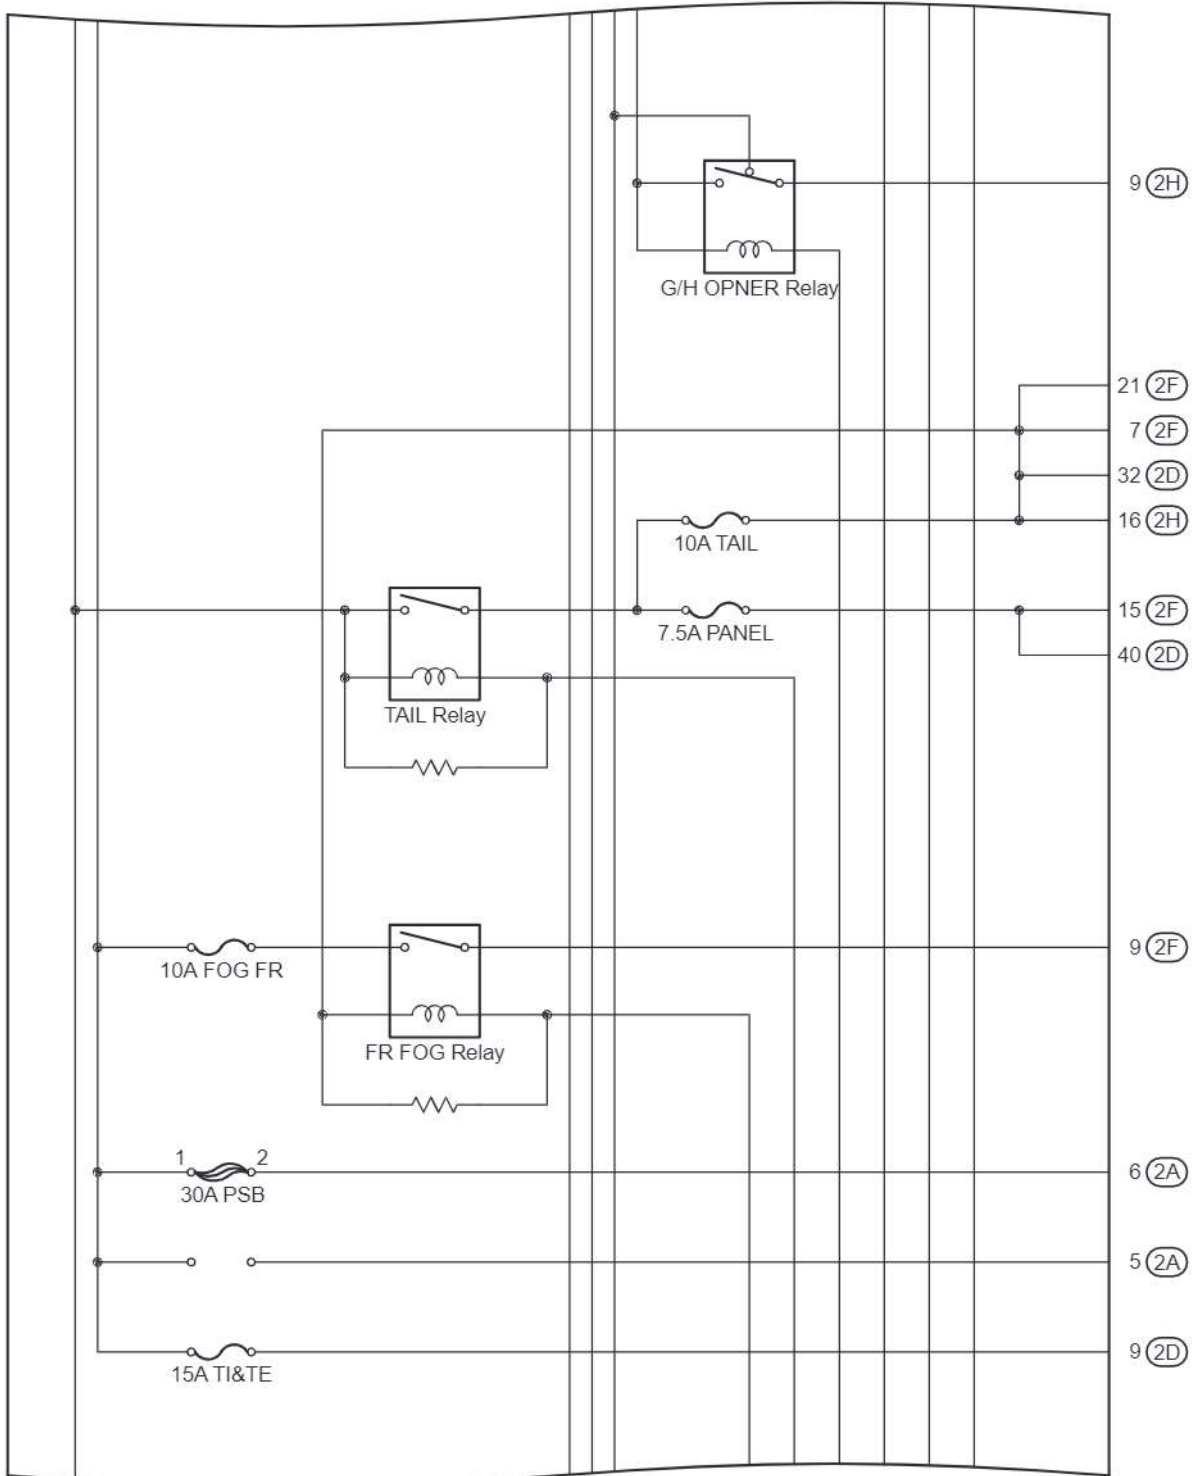 9 2H
G/H OPNER Relay
21 2F
7 2F
32 2D
16 2H
10A TAIL
15 2F
7.5A PANEL
40 2D
TAIL Relay
9 2F
10A FOG FR
FR FOG Relay
1 2
6 2A
30A PSB
5 2A
9 2D
15A TI&TE